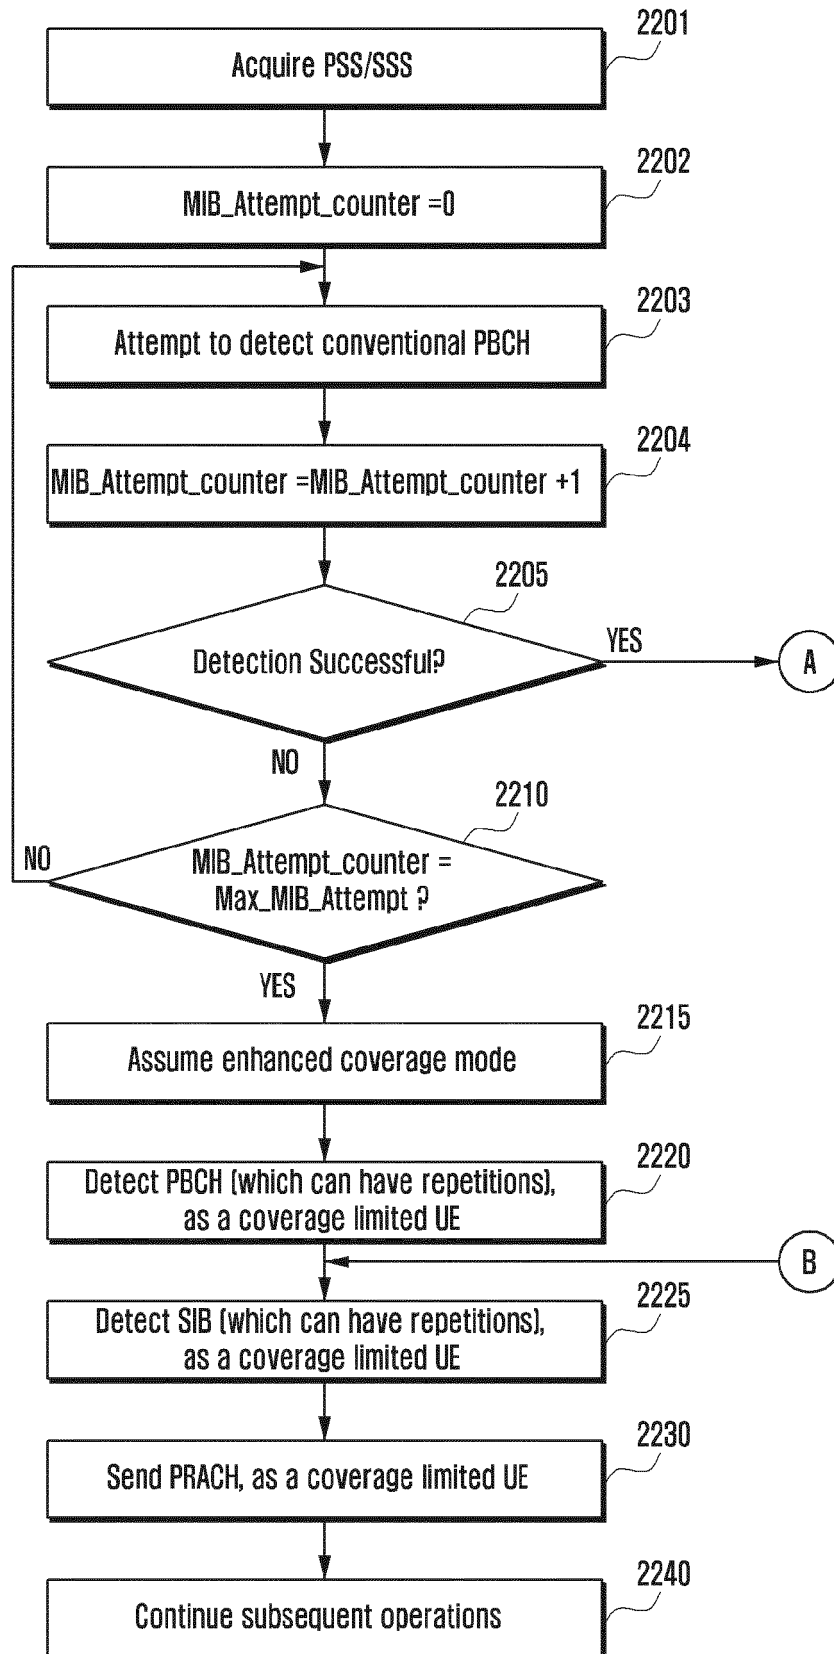 2201
Acquire PSS/SSS
2202
MIB_Attempt_counter =0
2203
Attempt to detect conventional PBCH
2204
MIB_Attempt_counter =MIB_Attempt_counter +1
2205
Detection Successful?
YES
A
NO
2210
MIB_Attempt_counter =
Max_MIB_Attempt ?
NO
YES
2215
Assume enhanced coverage mode
2220
Detect PBCH (which can have repetitions),
as a coverage limited UE
B
2225
Detect SIB (which can have repetitions),
as a coverage limited UE
2230
Send PRACH, as a coverage limited UE
2240
Continue subsequent operations